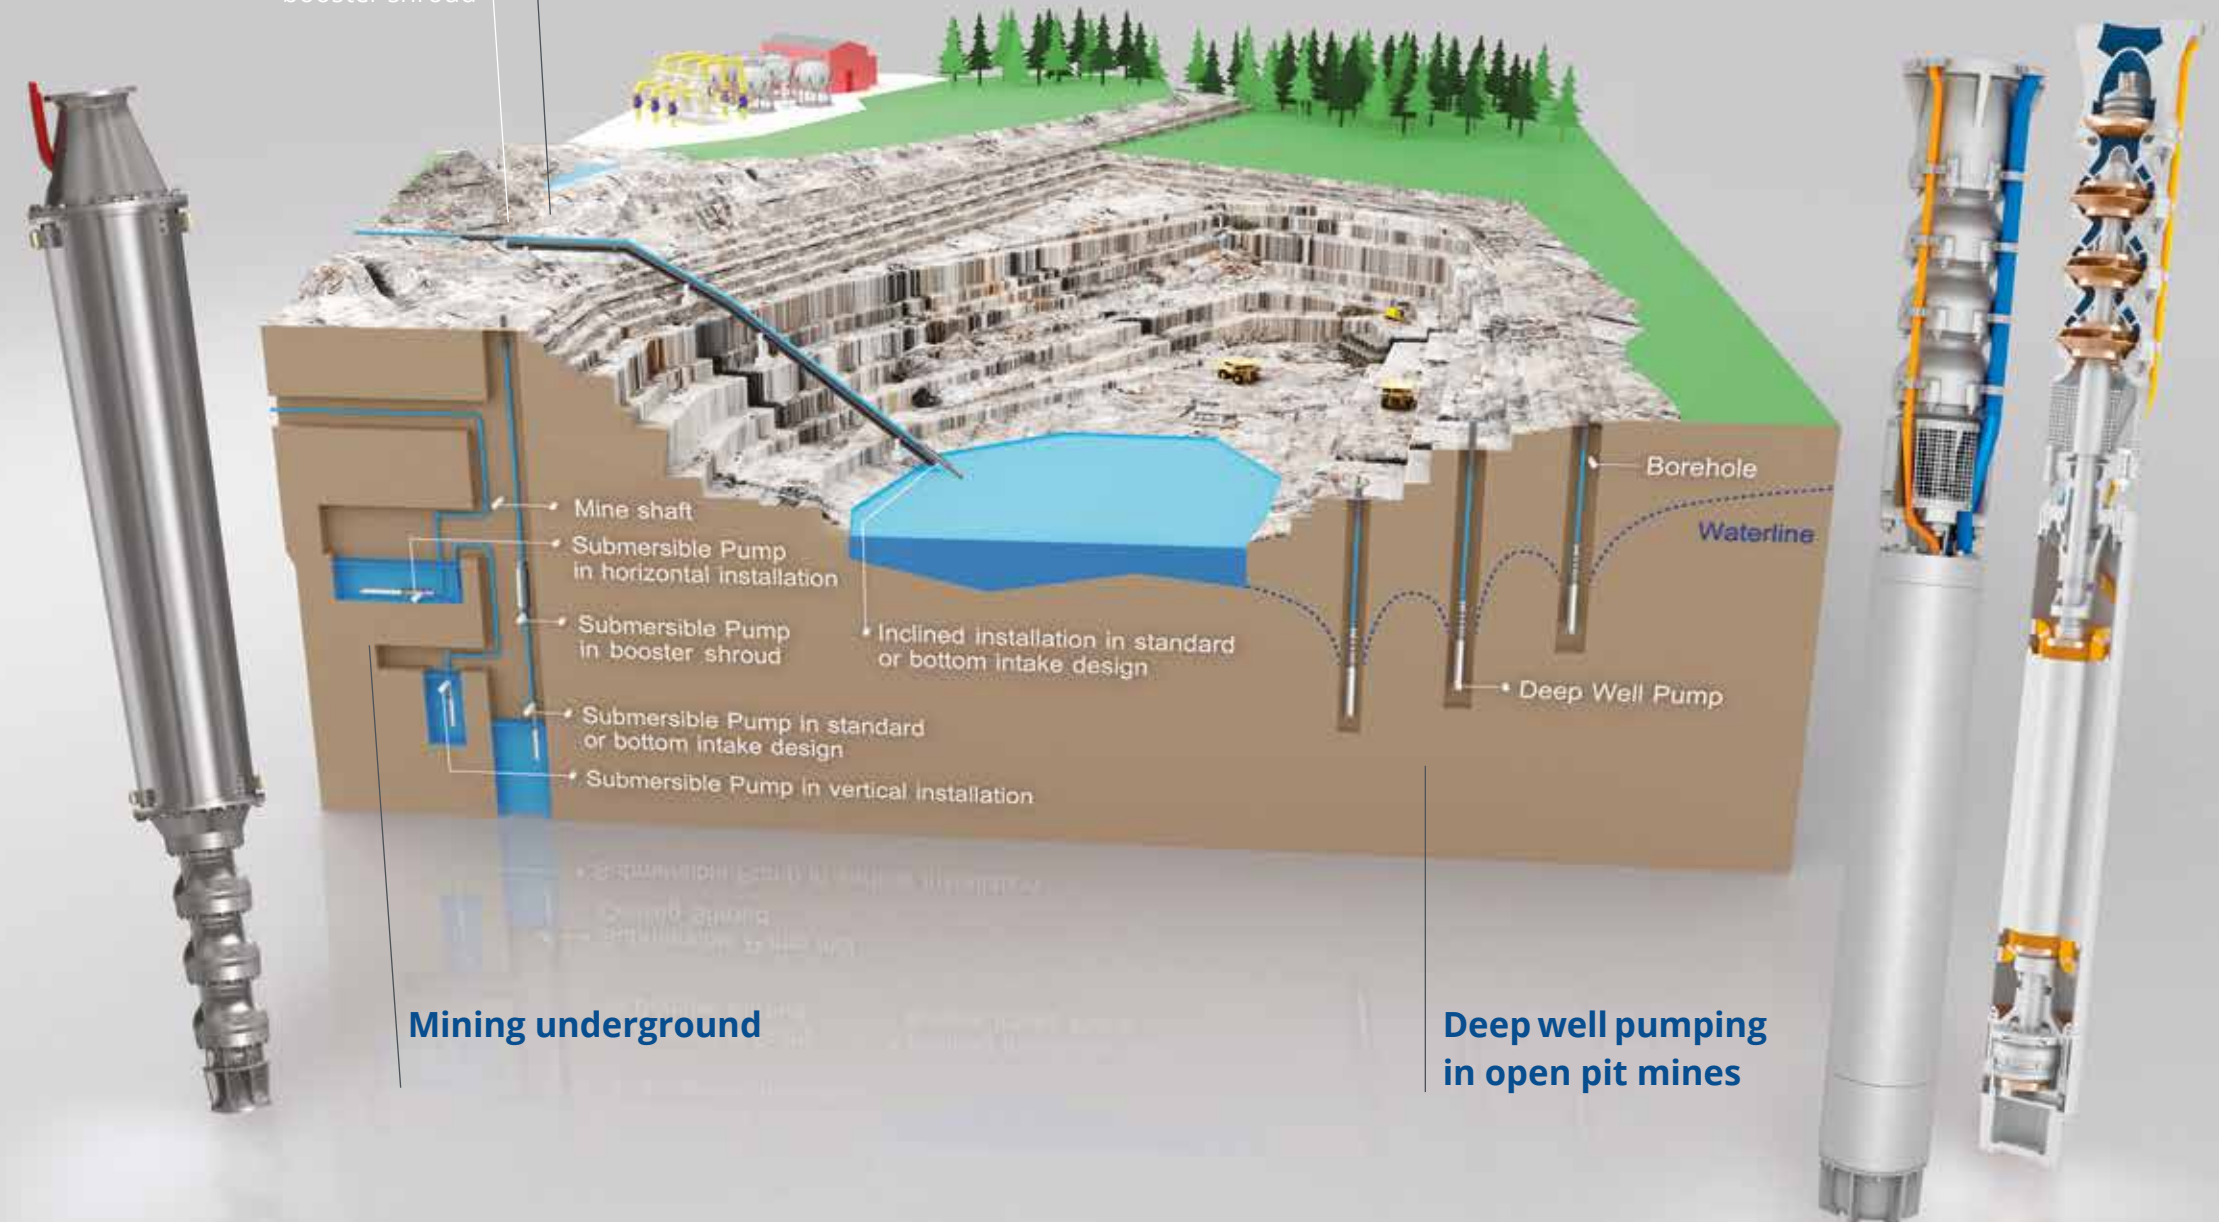 booster shroud
Mine shaft
Submersible Pump
in horizontal installation
Submersible Pump
in booster shroud
Submersible Pump in standard
or bottom intake design
Submersible Pump in vertical installation
Inclined installation in standard
or bottom intake design
Borehole
Waterline
Deep Well Pump
Mining underground
Deep well pumping
in open pit mines